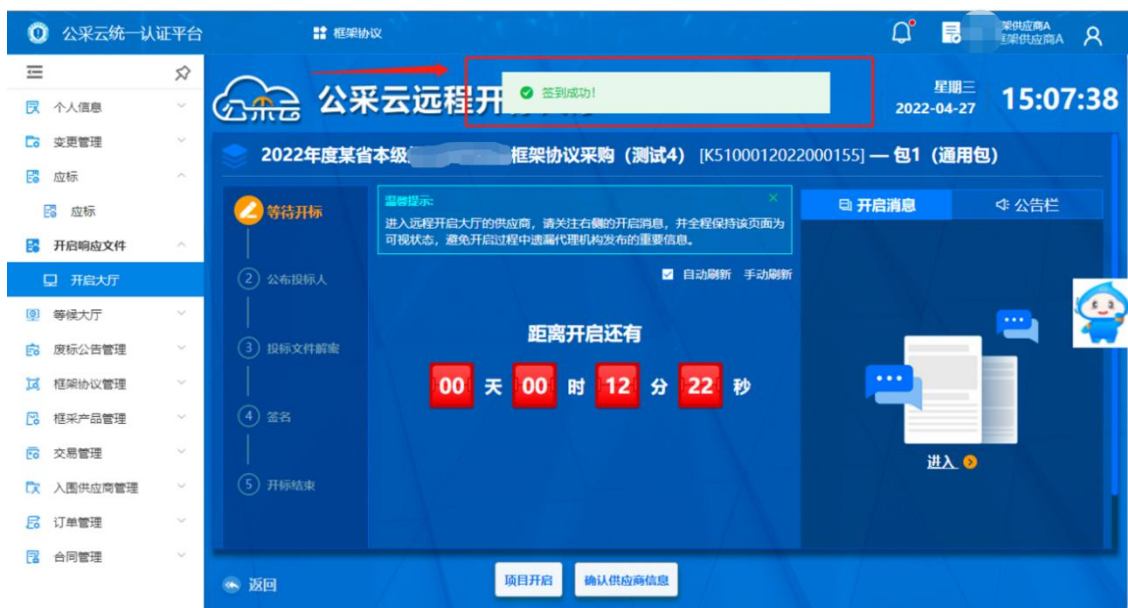 公采云统一认证平台
框架协议
架供应商A
框架供应商A
个人信息
变更管理
应标
应标
开启响应文件
开启大厅
等候大厅
废标公告管理
框架协议管理
框采产品管理
交易管理
入围供应商管理
订单管理
合同管理
公采云
公采云远程开
签到成功!
星期三
2022-04-27
15:07:38
2022年度某省本级 框架协议采购（测试4） [K5100012022000155] — 包1（通用包）
等待开标
2 公布投标人
3 投标文件解密
4 签名
5 开标结束
温馨提示:
进入远程开启大厅的供应商，请关注右侧的开启消息，并全程保持该页面为
可视状态，避免开启过程中遗漏代理机构发布的重要信息。
自动刷新 手动刷新
距离开启还有
00 天 00 时 12 分 22 秒
开启消息
公告栏
进入
返回
项目开启
确认供应商信息